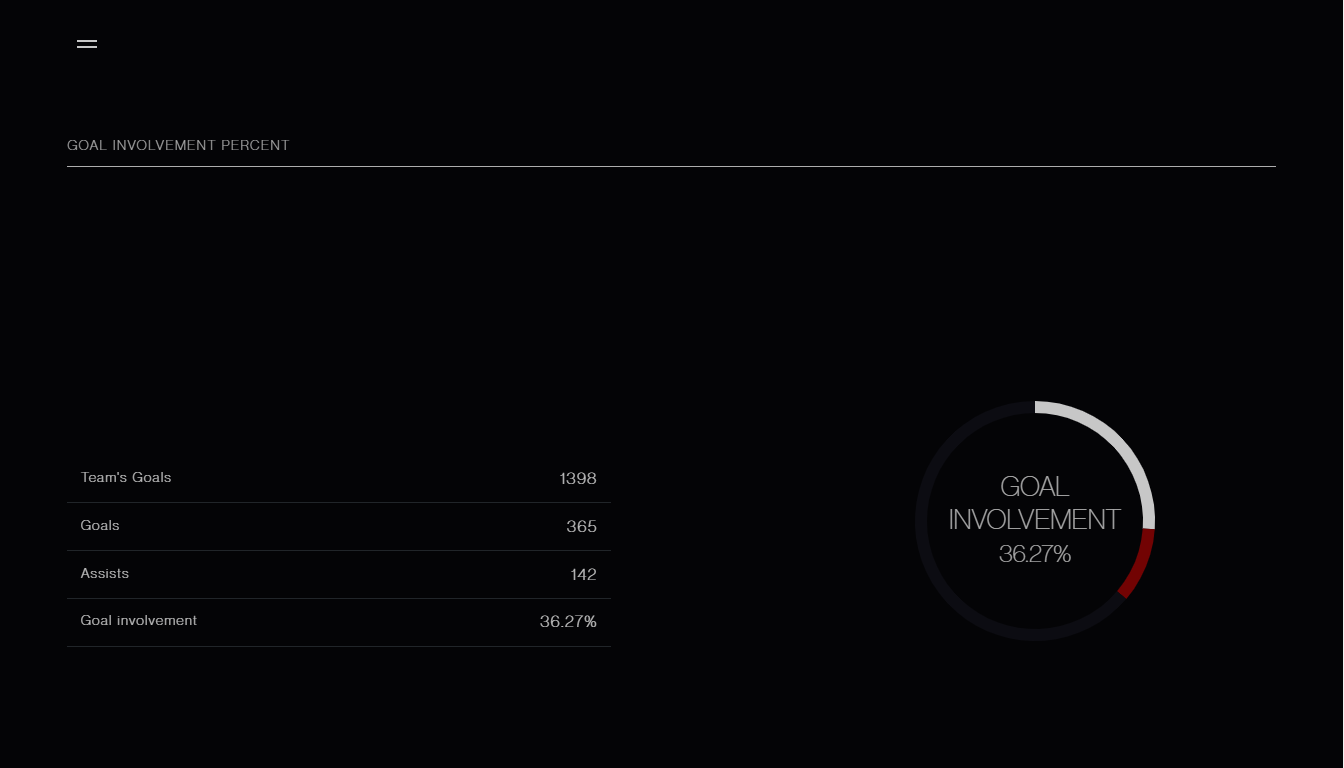 GOAL INVOLVEMENT PERCENT
Team's Goals 1398
Goals 365
Assists 142
Goal involvement 36.27%
GOAL
INVOLVEMENT
36.27%